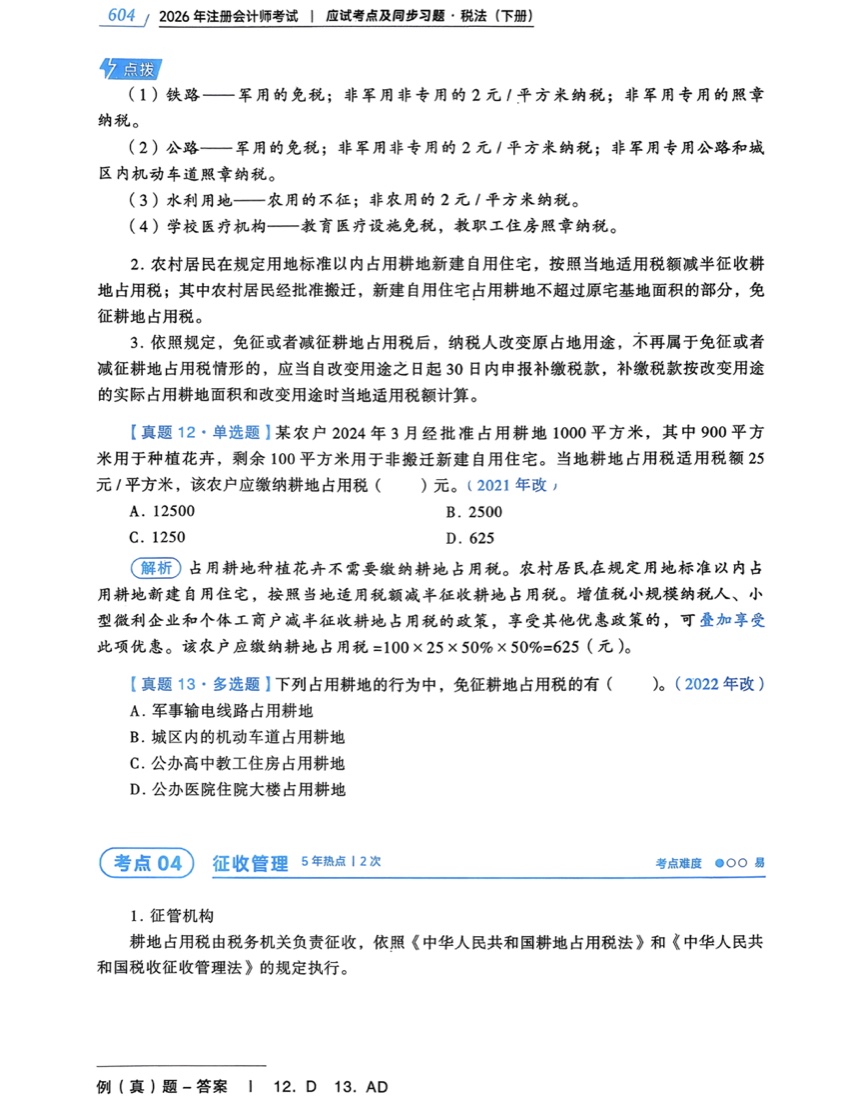 604 2026年注册会计师考试 | 应试考点及同步习题·税法(下册)
点拨
(1)铁路——军用的免税;非军用非专用的2元/平方米纳税;非军用专用的照章
纳税。
(2)公路——军用的免税;非军用非专用的2元/平方米纳税;非军用专用公路和城
区内机动车道照章纳税。
(3)水利用地——农用的不征;非农用的2元/平方米纳税。
(4)学校医疗机构——教育医疗设施免税,教职工住房照章纳税。
2. 农村居民在规定用地标准以内占用耕地新建自用住宅,按照当地适用税额减半征收耕
地占用税;其中农村居民经批准搬迁,新建自用住宅占用耕地不超过原宅基地面积的部分,免
征耕地占用税。
3. 依照规定,免征或者减征耕地占用税后,纳税人改变原占地用途,不再属于免征或者
减征耕地占用税情形的,应当自改变用途之日起30日内申报补缴税款,补缴税款按改变用途
的实际占用耕地面积和改变用途时当地适用税额计算。
【真题12·单选题】某农户2024年3月经批准占用耕地1000平方米,其中900平方
米用于种植花卉,剩余100平方米用于非搬迁新建自用住宅。当地耕地占用税适用税额25
元/平方米,该农户应缴纳耕地占用税( )元。(2021年改)
A. 12500 B. 2500
C. 1250 D. 625
解析 占用耕地种植花卉不需要缴纳耕地占用税。农村居民在规定用地标准以内占
用耕地新建自用住宅,按照当地适用税额减半征收耕地占用税。增值税小规模纳税人、小
型微利企业和个体工商户减半征收耕地占用税的政策,享受其他优惠政策的,可叠加享受
此项优惠。该农户应缴纳耕地占用税=100×25×50%×50%=625(元)。
【真题13·多选题】下列占用耕地的行为中,免征耕地占用税的有( )。(2022年改)
A. 军事输电线路占用耕地
B. 城区内的机动车道占用耕地
C. 公办高中教工住房占用耕地
D. 公办医院住院大楼占用耕地
考点04 征收管理 5年热点|2次 考点难度 易
1. 征管机构
耕地占用税由税务机关负责征收,依照《中华人民共和国耕地占用税法》和《中华人民共
和国税收征收管理法》的规定执行。
例(真)题-答案 | 12. D 13. AD